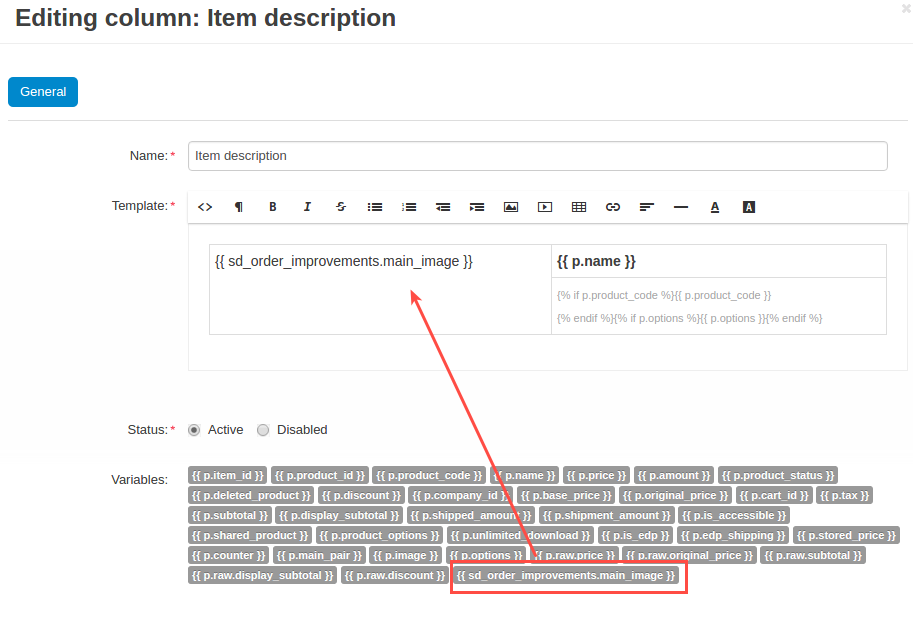 Editing column: Item description
General
Name:*
Item description
Template:*
{{ sd_order_improvements.main_image }}
{{ p.name }}
{% if p.product_code %}{{ p.product_code }}
{% endif %}{% if p.options %}{{ p.options }}{% endif %}
Status:* Active Disabled
Variables:
{{ p.item_id }} {{ p.product_id }} {{ p.product_code }} {{ p.name }} {{ p.price }} {{ p.amount }} {{ p.product_status }}
{{ p.deleted_product }} {{ p.discount }} {{ p.company_id }} {{ p.base_price }} {{ p.original_price }} {{ p.cart_id }} {{ p.tax }}
{{ p.subtotal }} {{ p.display_subtotal }} {{ p.shipped_amount }} {{ p.shipment_amount }} {{ p.is_accessible }}
{{ p.shared_product }} {{ p.product_options }} {{ p.unlimited_download }} {{ p.is_edp }} {{ p.edp_shipping }} {{ p.stored_price }}
{{ p.counter }} {{ p.main_pair }} {{ p.image }} {{ p.options }} {{ p.raw.price }} {{ p.raw.original_price }} {{ p.raw.subtotal }}
{{ p.raw.display_subtotal }} {{ p.raw.discount }} {{ sd_order_improvements.main_image }}